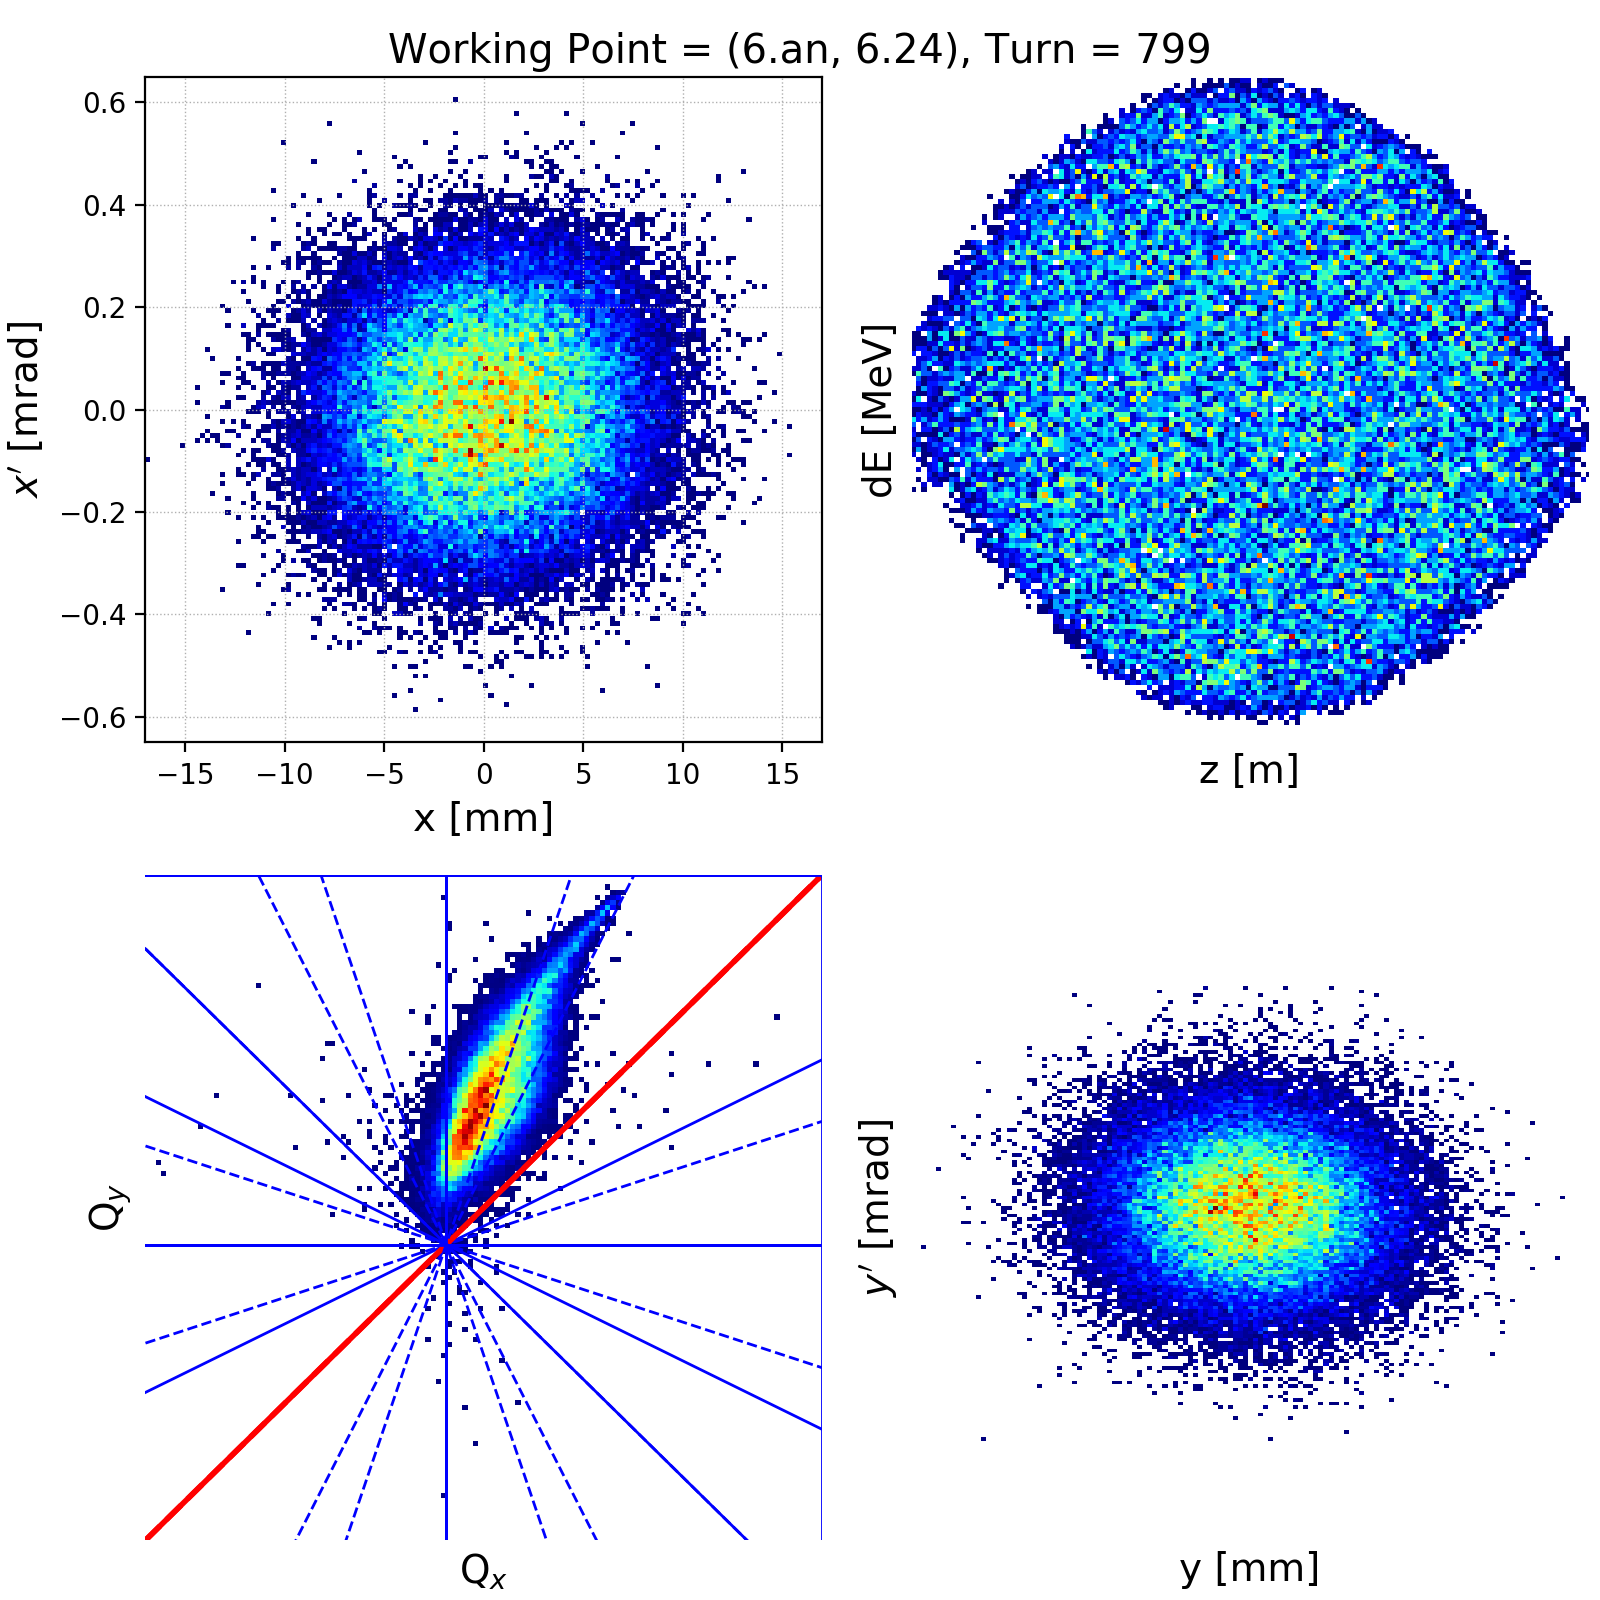 Working Point = (6.an, 6.24), Turn = 799
0.6
0.4
0.2
0.0
−0.2
−0.4
−0.6
x′ [mrad]
−15 −10 −5 0 5 10 15
x [mm]
dE [MeV]
z [m]
Qy
Qx
y′ [mrad]
y [mm]